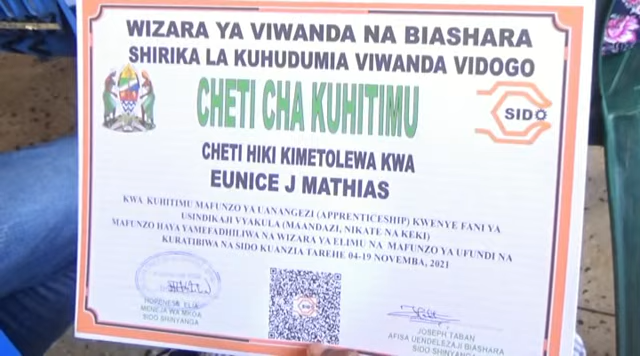 WIZARA YA VIWANDA NA BIASHARA
SHIRIKA LA KUHUDUMIA VIWANDA VIDOGO
CHETI CHA KUHITIMU
SIDO
CHETI HIKI KIMETOLEWA KWA
EUNICE J MATHIAS
KWA KUHITIMU MAFUNZO YA UANANGEZI (APPRENTICESHIP) KWENYE FANI YA
USINDIKAJI VYAKULA (MAANDAZI, NIKATE NA KEKI)
MAFUNZO HAYA YAMEFADHILIWA NA WIZARA YA ELIMU NA MAFUNZO YA UFUNDI NA
KURATIBIWA NA SIDO KUANZIA TAREHE 04-19 NOVEMBA, 2021
MENEJA WA MKOA
SIDO SHINYANGA
JOSEPH TABAN
AFISA UENDELEZAJI BIASHARA
SIDO SHINYANGA